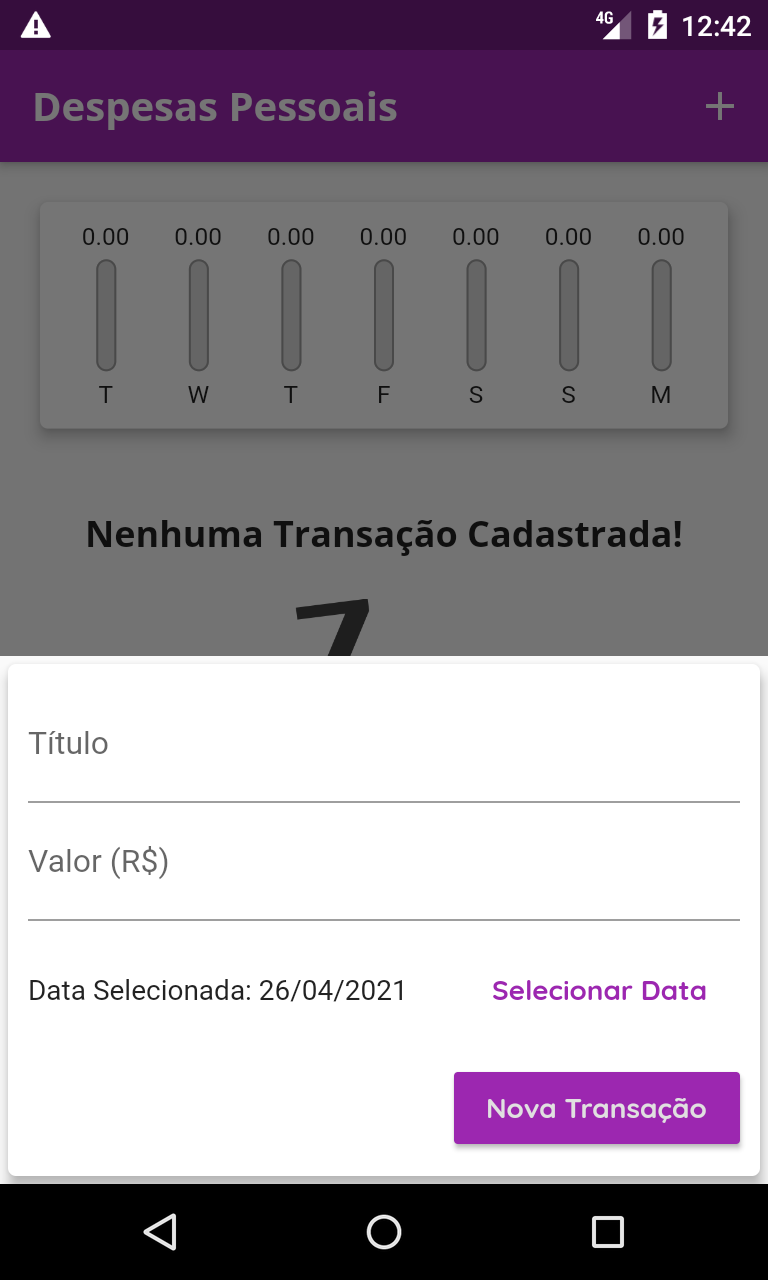 4G 12:42
Despesas Pessoais
0.00 0.00 0.00 0.00 0.00 0.00 0.00
T W T F S S M
Nenhuma Transação Cadastrada!
Título
Valor (R$)
Data Selecionada: 26/04/2021 Selecionar Data
Nova Transação